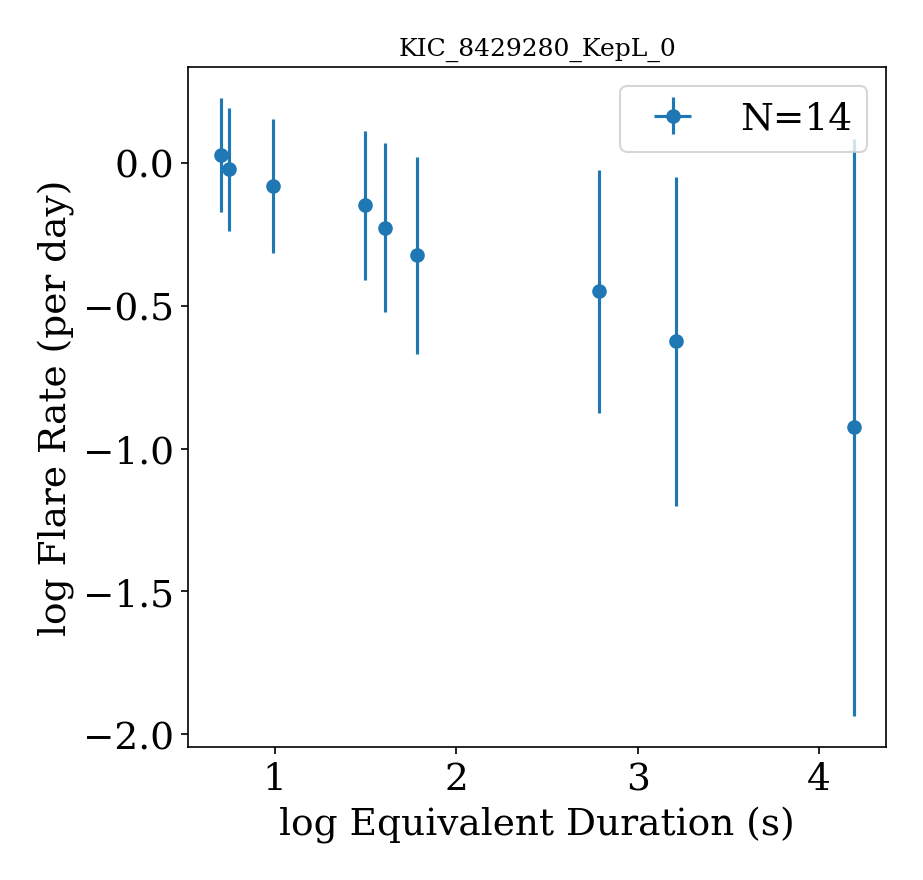 KIC_8429280_KepL_0
N=14
log Flare Rate (per day)
0.0
−0.5
−1.0
−1.5
−2.0
1 2 3 4
log Equivalent Duration (s)